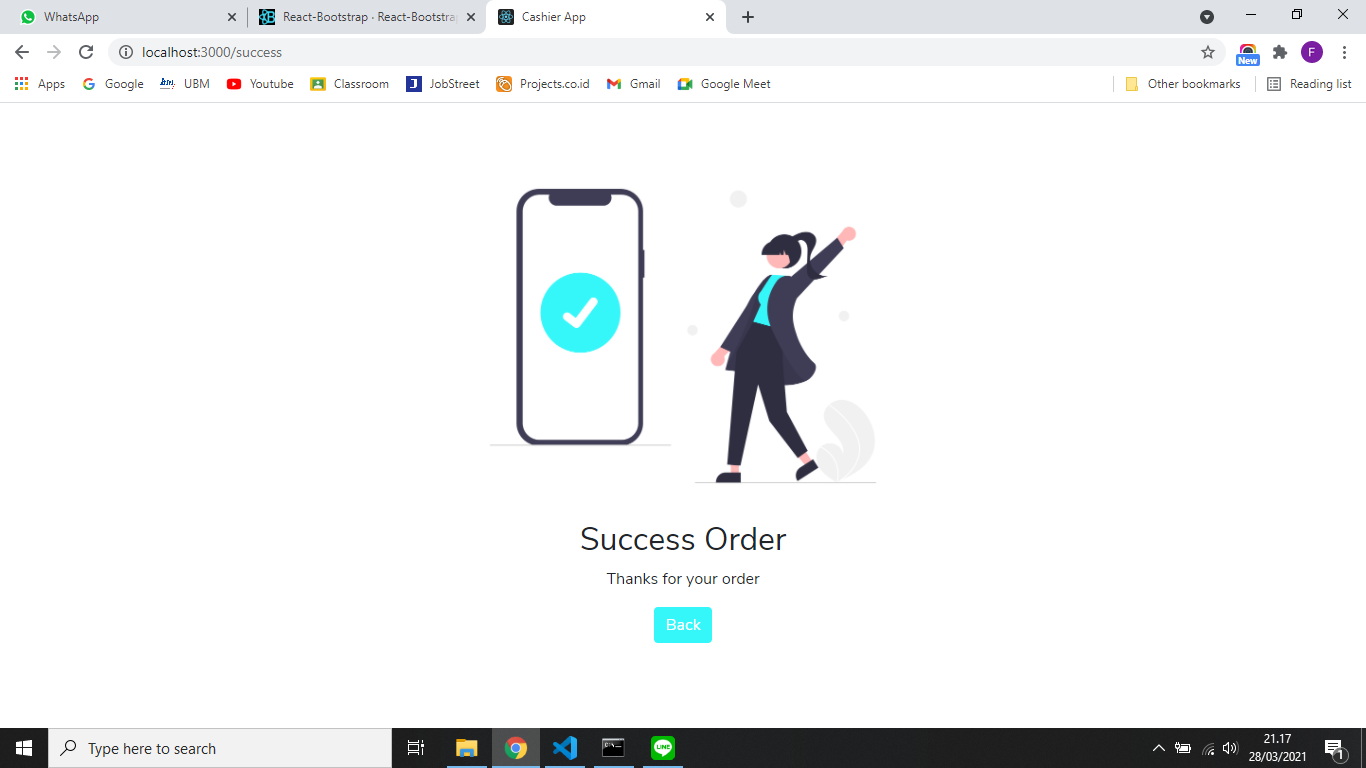 WhatsApp
React-Bootstrap · React-Bootstrap
Cashier App
localhost:3000/success
New
F
Apps
Google
bm
UBM
Youtube
Classroom
J
JobStreet
Projects.co.id
Gmail
Google Meet
Other bookmarks
Reading list
Success Order
Thanks for your order
Back
Type here to search
LINE
21.17
28/03/2021
1